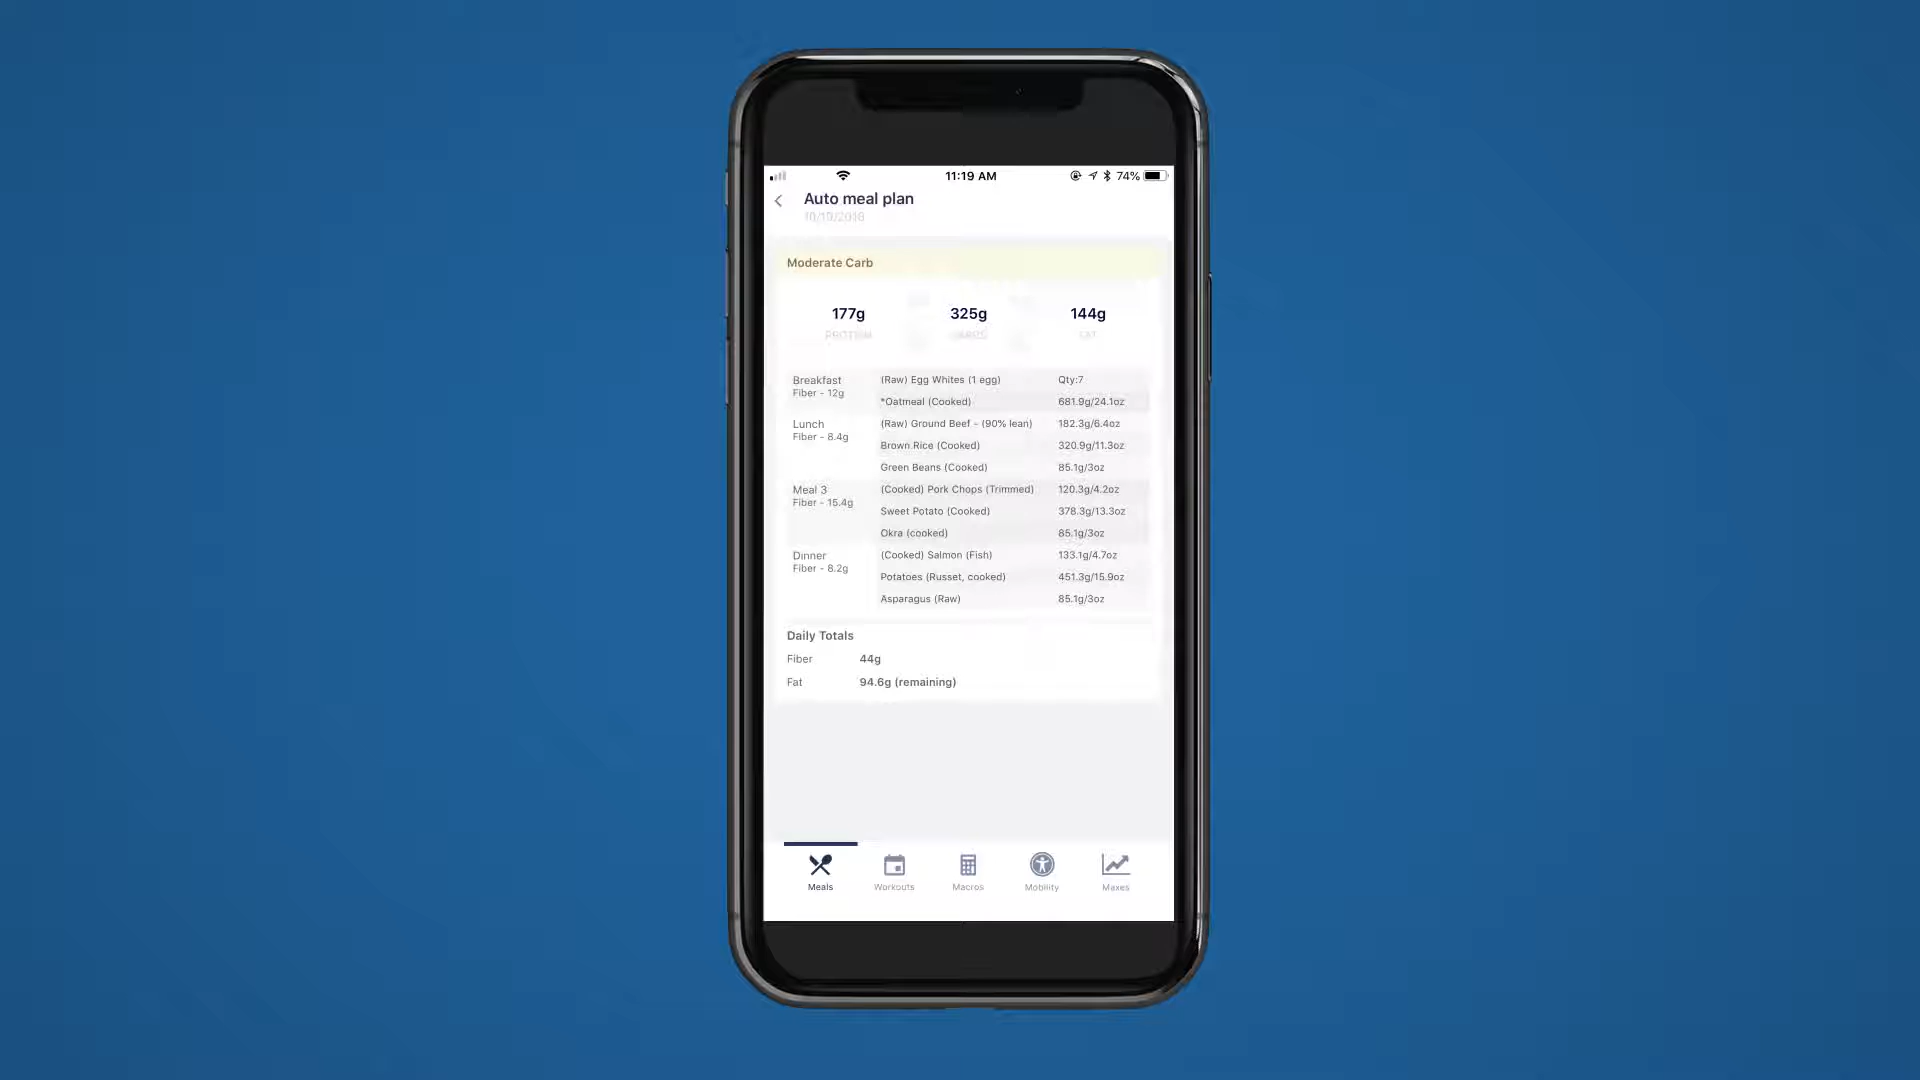 11:19 AM
74%
Auto meal plan
Moderate Carb
177g 325g 144g
PROTEIN CARBS FAT
Breakfast (Raw) Egg Whites (1 egg) Qty:7
Fiber - 12g *Oatmeal (Cooked) 681.9g/24.1oz
Lunch (Raw) Ground Beef - (90% lean) 182.3g/6.4oz
Fiber - 8.4g Brown Rice (Cooked) 320.9g/11.3oz
Green Beans (Cooked) 85.1g/3oz
Meal 3 (Cooked) Pork Chops (Trimmed) 120.3g/4.2oz
Fiber - 15.4g Sweet Potato (Cooked) 378.3g/13.3oz
Okra (cooked) 85.1g/3oz
Dinner (Cooked) Salmon (Fish) 133.1g/4.7oz
Fiber - 8.2g Potatoes (Russet, cooked) 451.3g/15.9oz
Asparagus (Raw) 85.1g/3oz
Daily Totals
Fiber 44g
Fat 94.6g (remaining)
Meals Workouts Macros Mobility Maxes